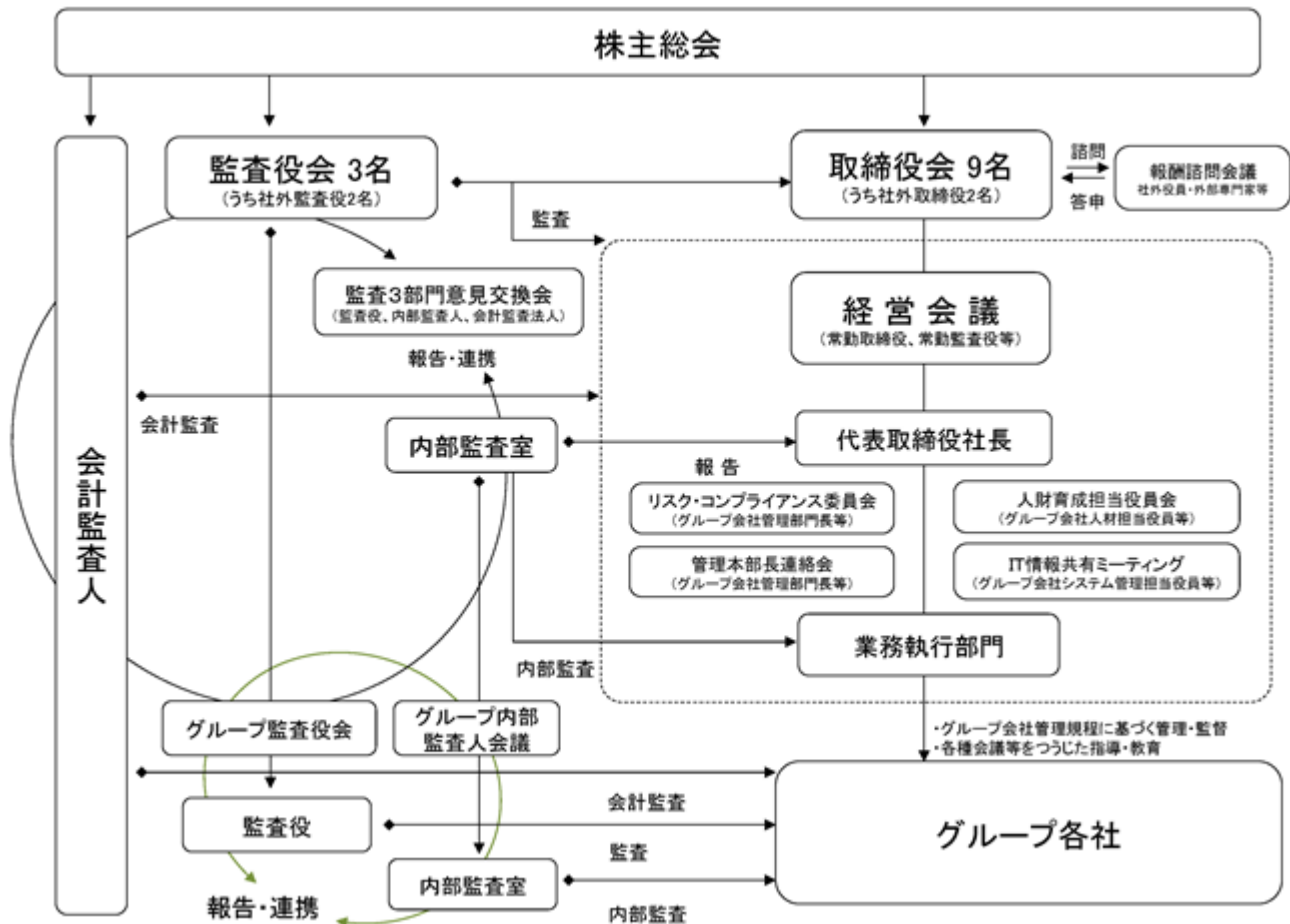 株主総会
監査役会 3名
(うち社外監査役2名)
取締役会 9名
(うち社外取締役2名)
諮問
答申
報酬諮問会議
社外役員・外部専門家等
監査
監査3部門意見交換会
(監査役、内部監査人、会計監査法人)
報告・連携
経営会議
(常勤取締役、常勤監査役等)
会計監査人
会計監査
内部監査室
報告
代表取締役社長
リスク・コンプライアンス委員会
(グループ会社管理部門長等)
人財育成担当役員会
(グループ会社人材担当役員等)
管理本部長連絡会
(グループ会社管理部門長等)
IT情報共有ミーティング
(グループ会社システム管理担当役員等)
業務執行部門
内部監査
グループ監査役会
グループ内部
監査人会議
・グループ会社管理規程に基づく管理・監督
・各種会議等をつうじた指導・教育
会計監査
監査役
グループ各社
監査
内部監査室
報告・連携
内部監査